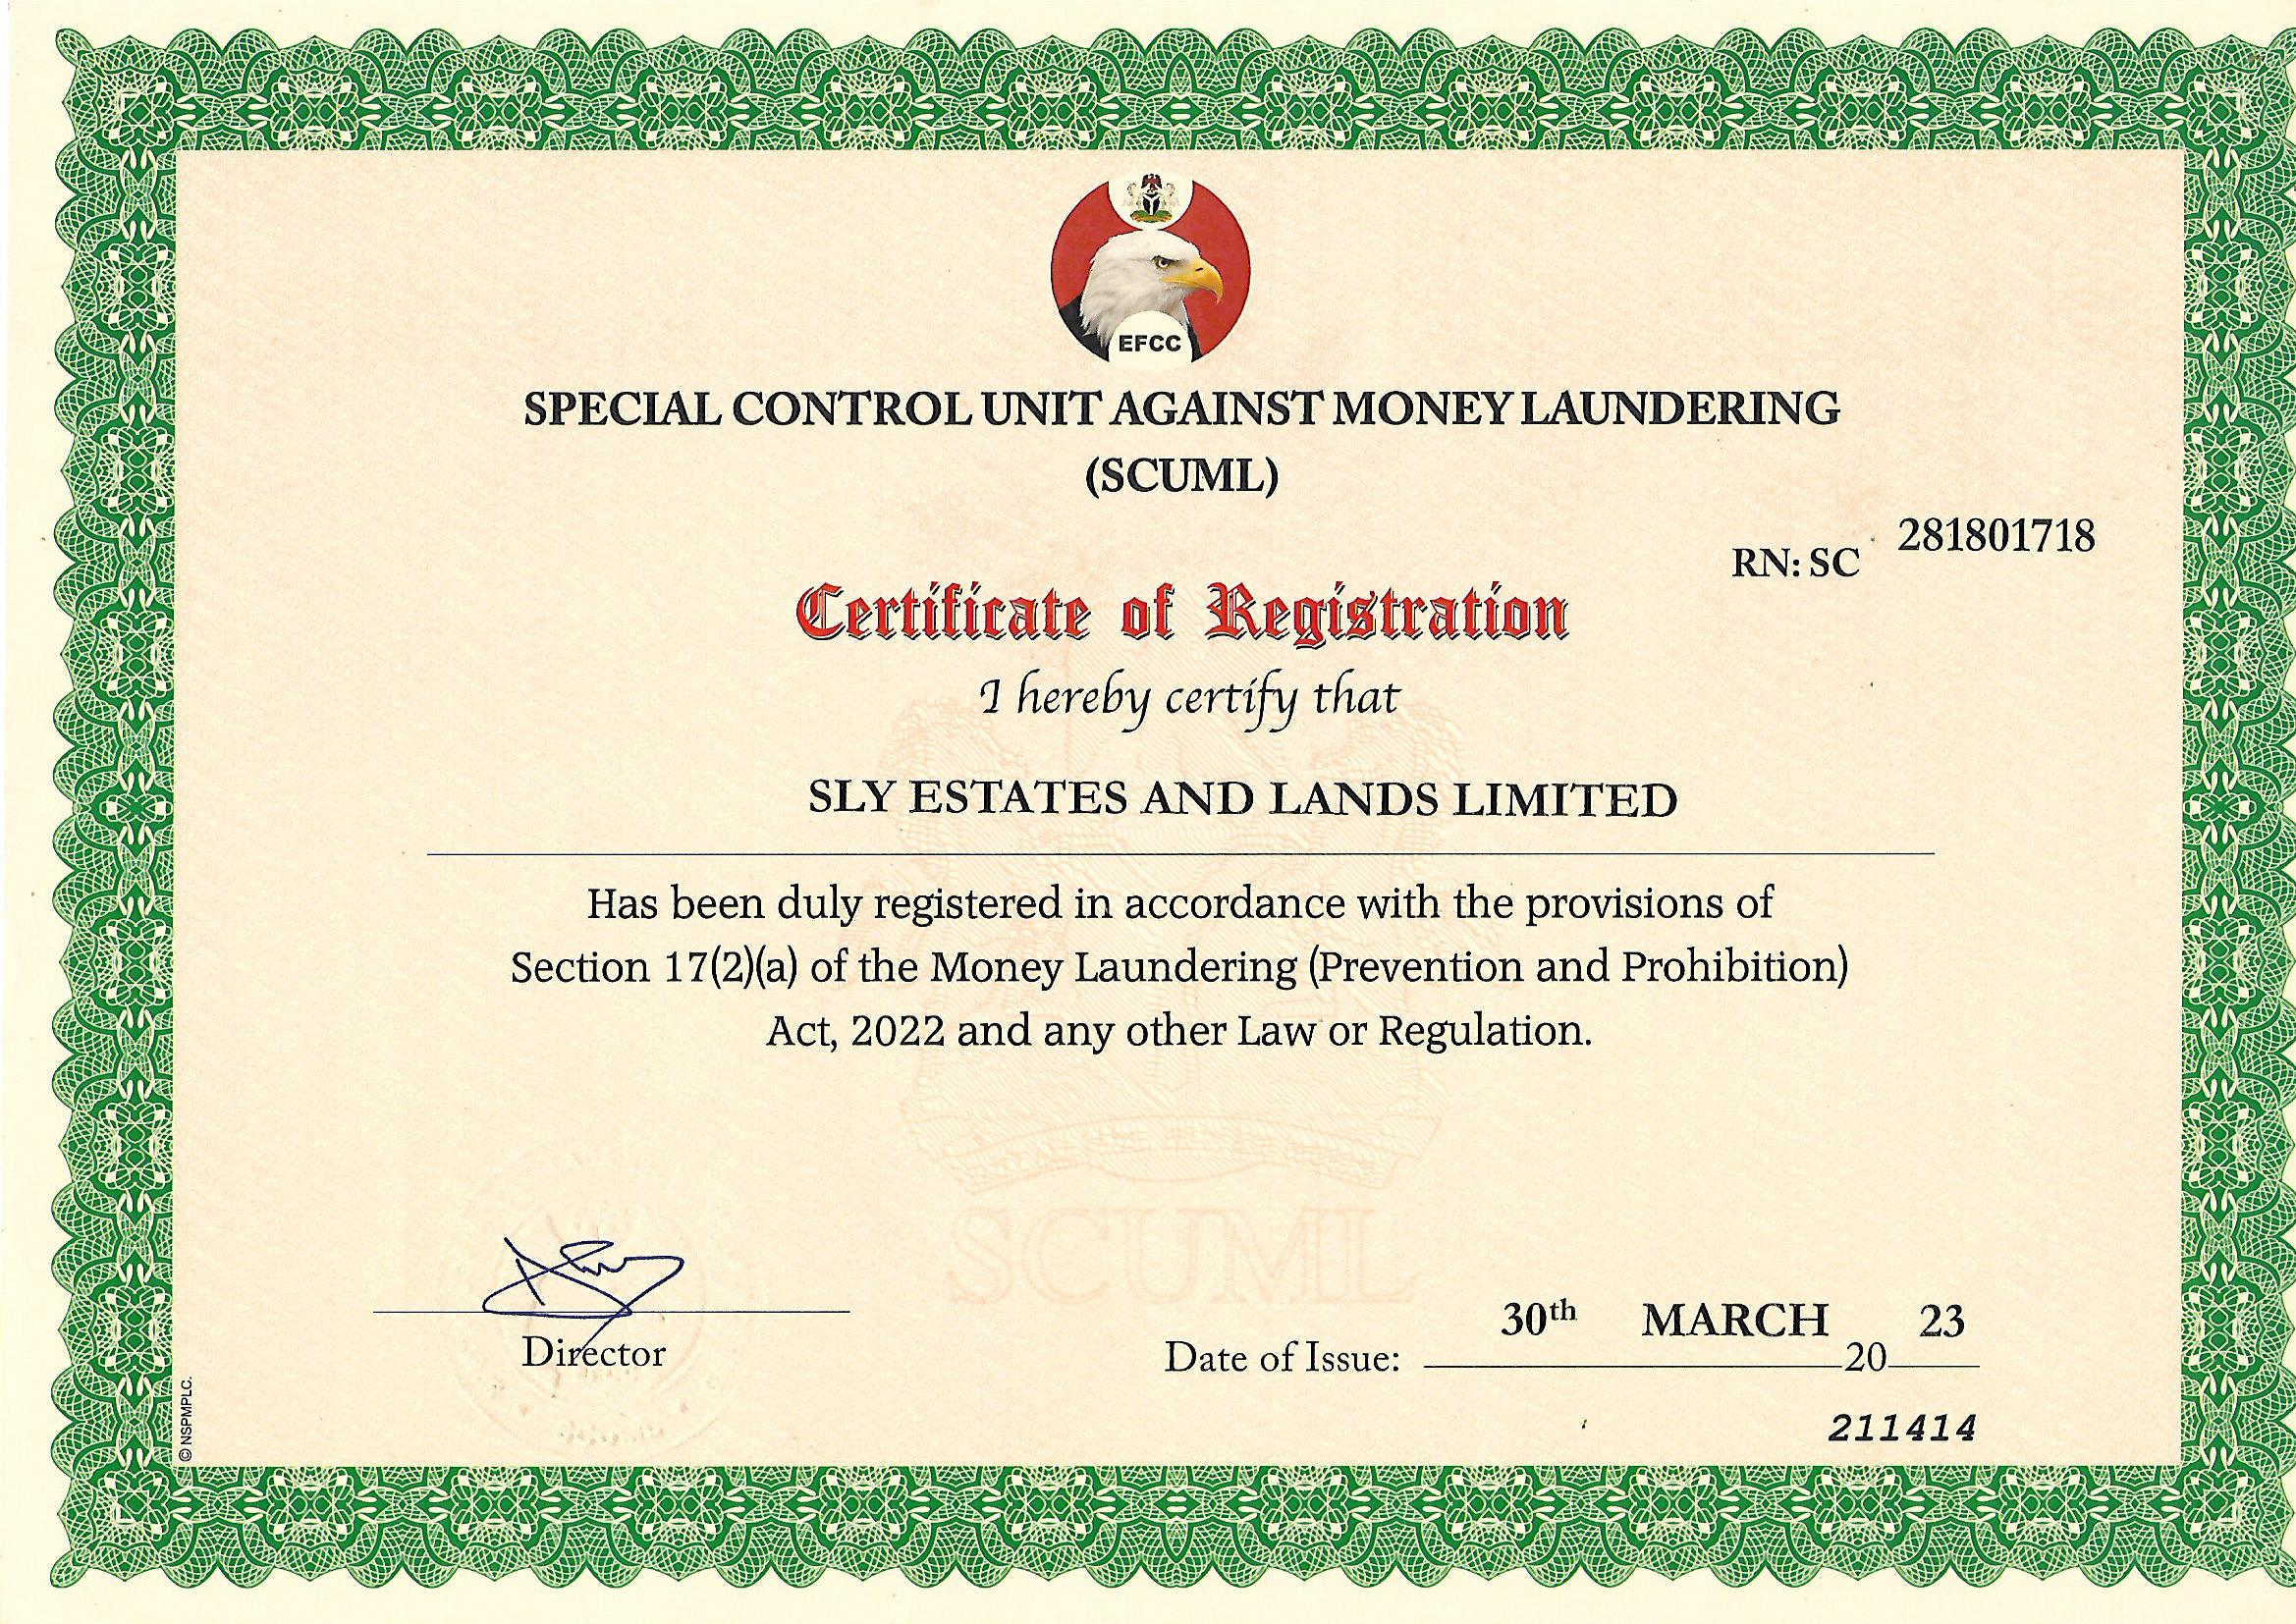 EFCC
SPECIAL CONTROL UNIT AGAINST MONEY LAUNDERING
(SCUML)
RN: SC 281801718
Certificate of Registration
I hereby certify that
SLY ESTATES AND LANDS LIMITED
Has been duly registered in accordance with the provisions of
Section 17(2)(a) of the Money Laundering (Prevention and Prohibition)
Act, 2022 and any other Law or Regulation.
SCUML
Director
Date of Issue: 30th MARCH 20 23
211414
© NSPMPLC.